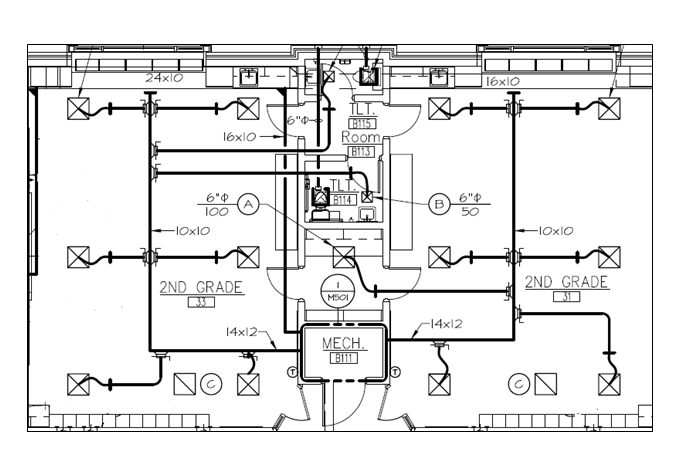 24x10
16x10
6"Φ
TLT.
B115
16x10
Room
B113
TLT.
B114
6"Φ
100
A
B
6"Φ
50
10x10
10x10
2ND GRADE
33
1
M501
2ND GRADE
31
14x12
14x12
MECH.
B111
T
T
C
C